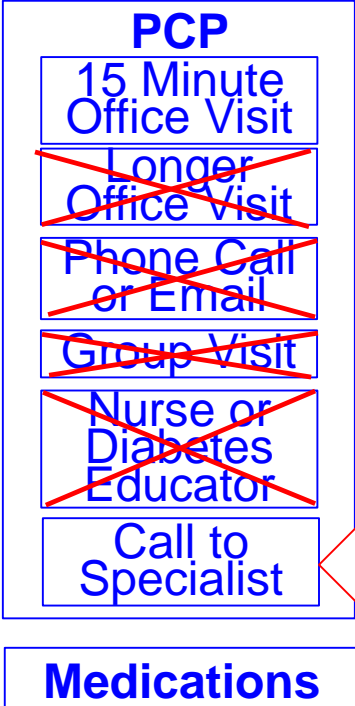 PCP
15 Minute
Office Visit
Longer
Office Visit
Phone Call
or Email
Group Visit
Nurse or
Diabetes
Educator
Call to
Specialist
Medications